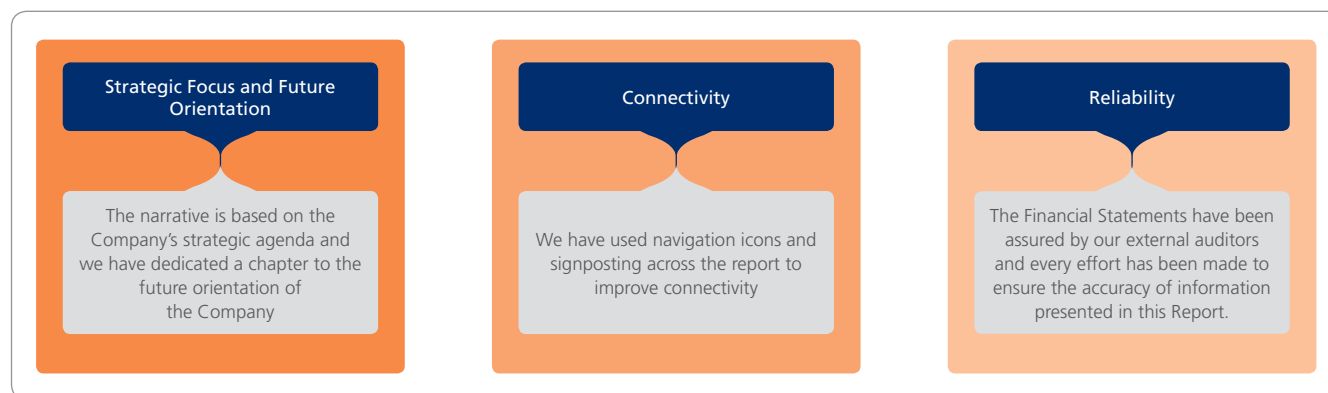 Strategic Focus and Future
Orientation
The narrative is based on the
Company’s strategic agenda and
we have dedicated a chapter to the
future orientation of
the Company
Connectivity
We have used navigation icons and
signposting across the report to
improve connectivity
Reliability
The Financial Statements have been
assured by our external auditors
and every effort has been made to
ensure the accuracy of information
presented in this Report.